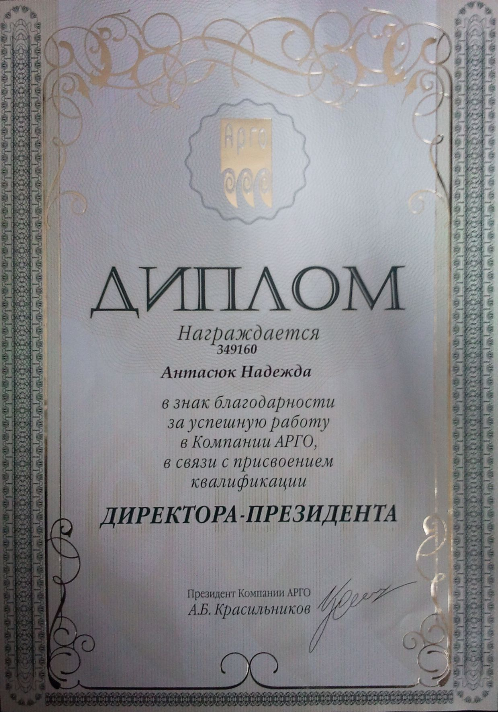 Арго
ДИПЛОМ
Награждается
349160
Антасюк Надежда
в знак благодарности
за успешную работу
в Компании АРГО,
в связи с присвоением
квалификации
ДИРЕКТОРА-ПРЕЗИДЕНТА
Президент Компании АРГО
А.Б. Красильников